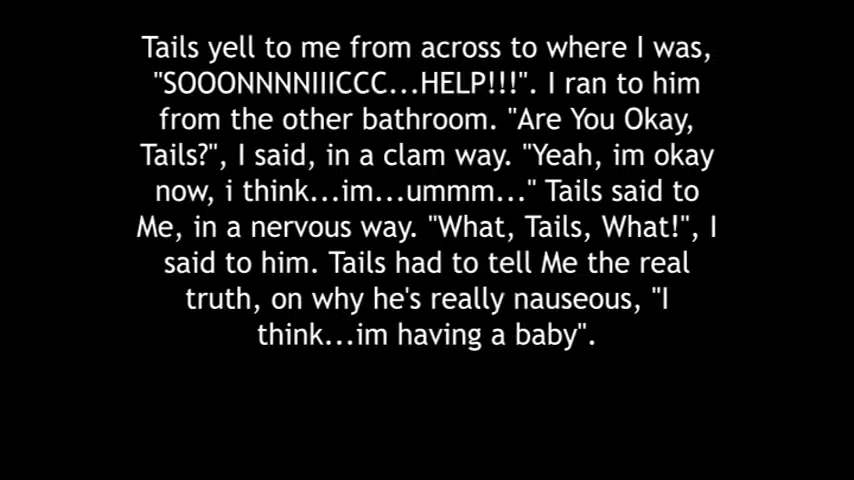 Tails yell to me from across to where I was,
"SOOONNNNIIICCC...HELP!!!". I ran to him
from the other bathroom. "Are You Okay,
Tails?", I said, in a clam way. "Yeah, im okay
now, i think...im...ummm..." Tails said to
Me, in a nervous way. "What, Tails, What!", I
said to him. Tails had to tell Me the real
truth, on why he's really nauseous, "I
think...im having a baby".